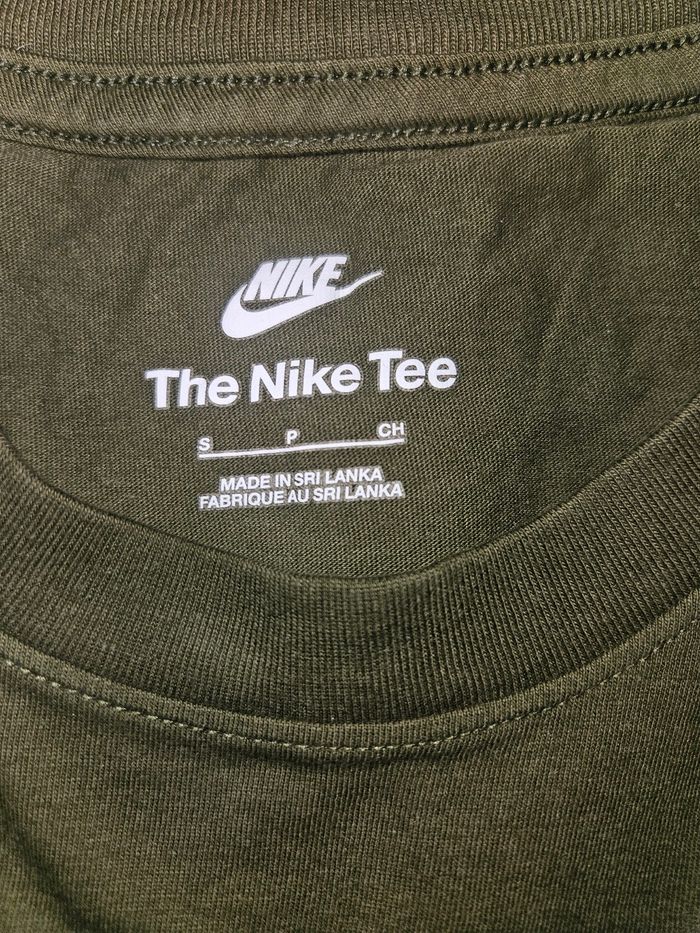 NIKE
The Nike Tee
S P CH
MADE IN SRI LANKA
FABRIQUE AU SRI LANKA